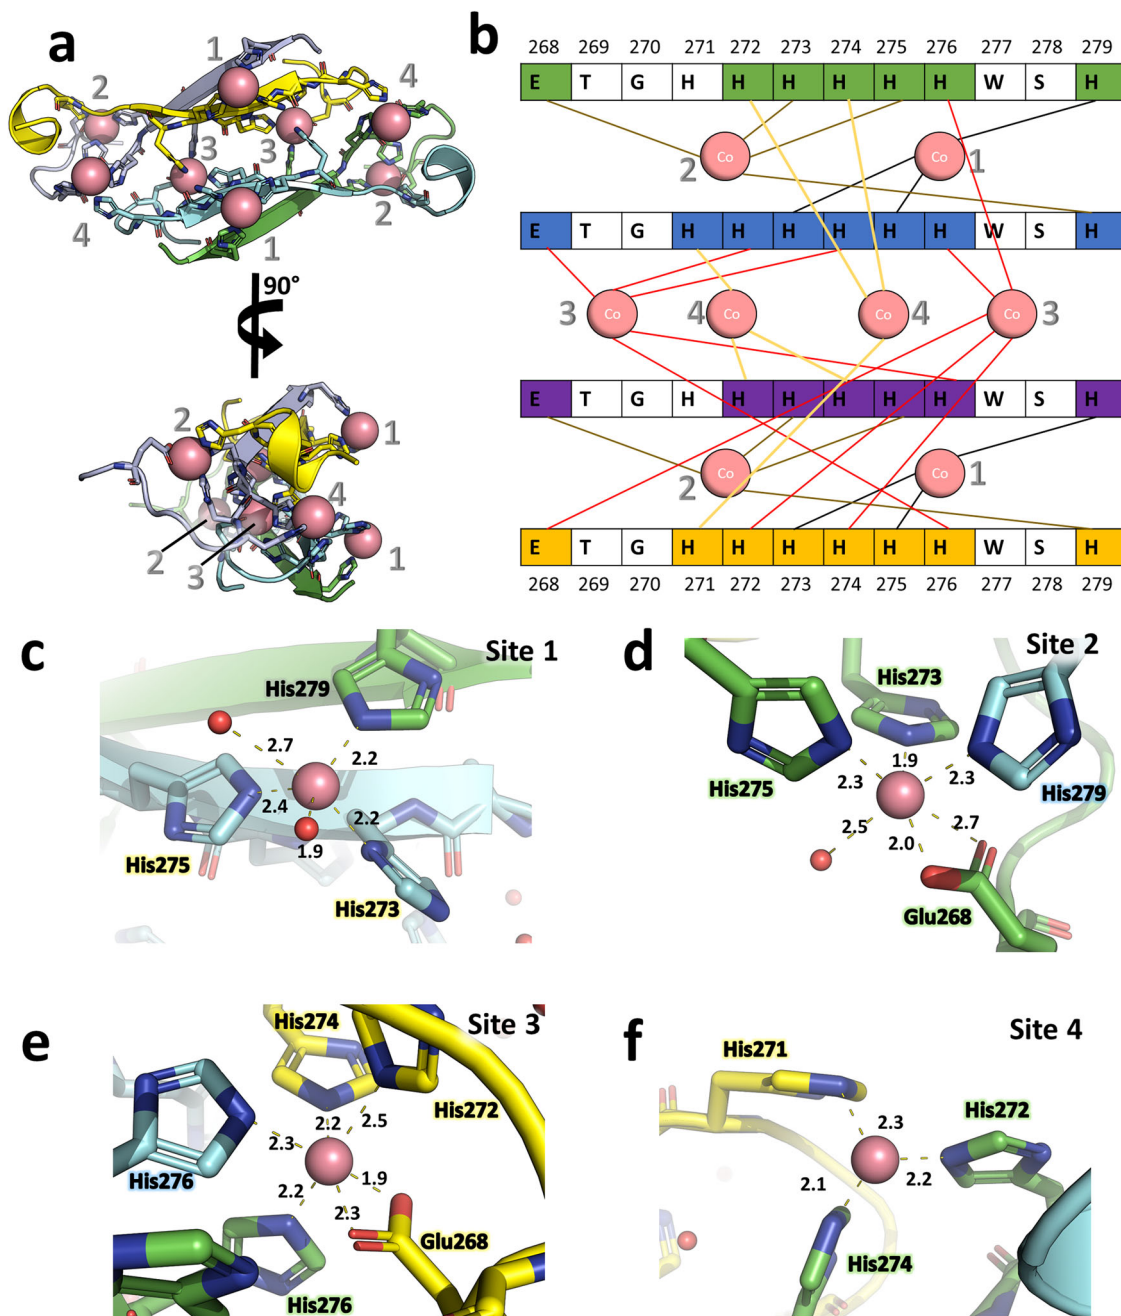 a
1
2
4
3
3
4
2
1
90°
2
1
4
2
3
1
b
268 269 270 271 272 273 274 275 276 277 278 279
E T G H H H H H H W S H
2 Co Co 1
E T G H H H H H H W S H
3 Co 4 Co Co 4 Co 3
E T G H H H H H H W S H
2 Co Co 1
E T G H H H H H H W S H
268 269 270 271 272 273 274 275 276 277 278 279
c
Site 1
His279
2.7
2.2
2.4
2.2
1.9
His275
His273
d
Site 2
His273
1.9
His275
2.3
2.3
His279
2.5
2.7
2.0
Glu268
e
Site 3
His274
His272
2.2
2.5
2.3
His276
1.9
2.2
2.3
Glu268
His276
f
Site 4
His271
2.3
His272
2.2
2.1
His274